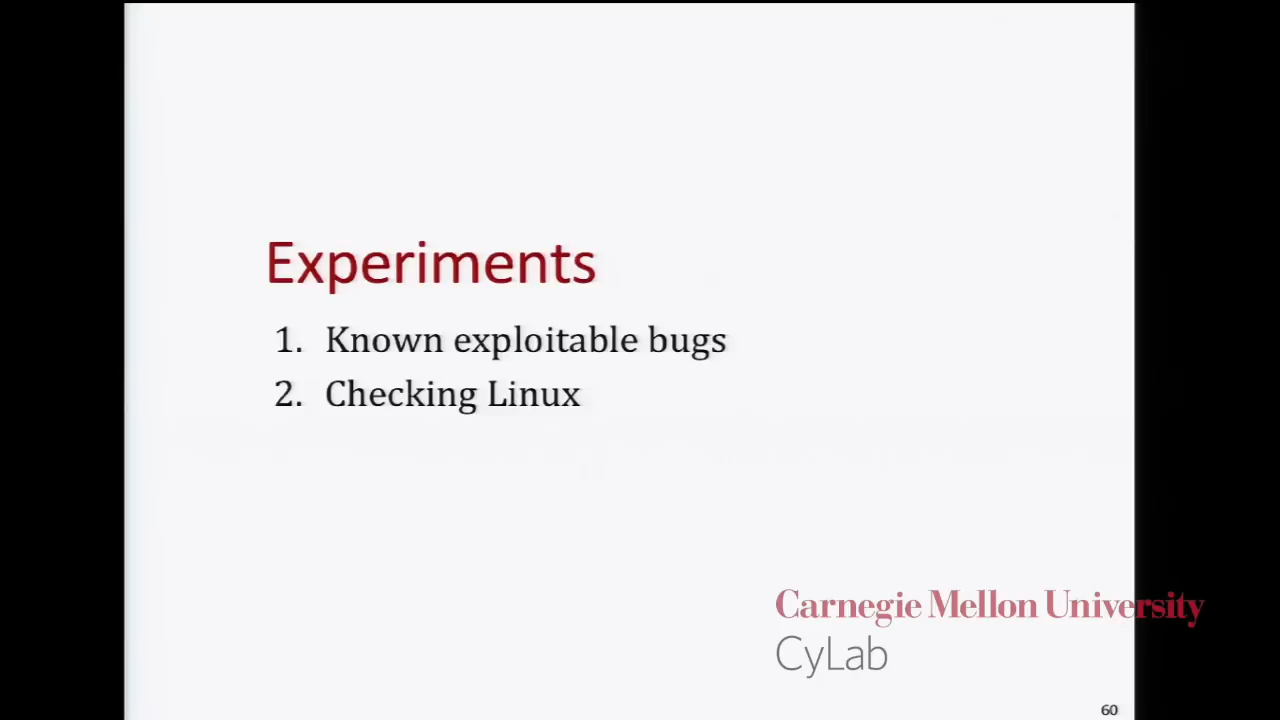 Experiments
1. Known exploitable bugs
2. Checking Linux
Carnegie Mellon University
CyLab
60